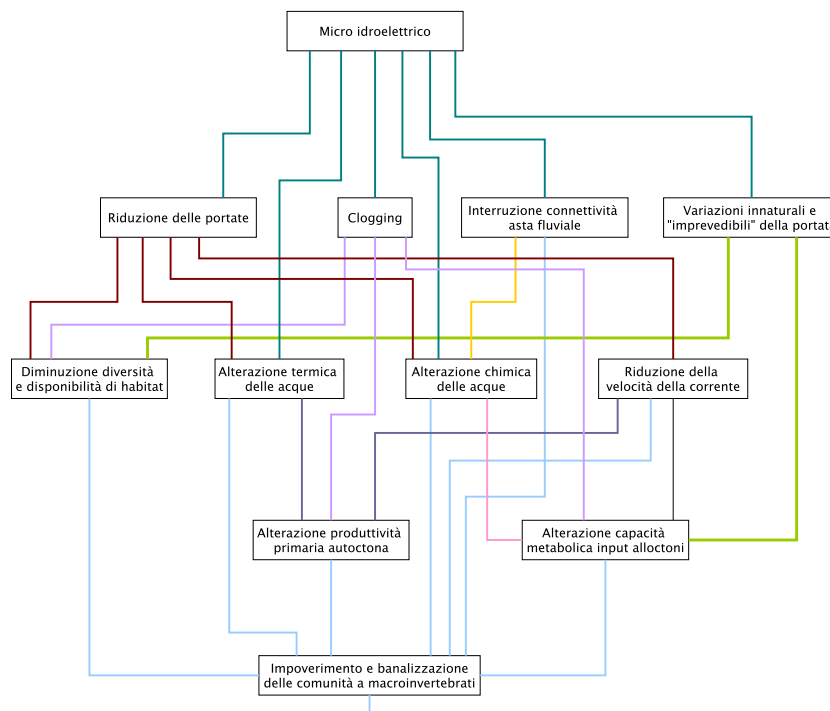 Micro idroelettrico
Riduzione delle portate
Clogging
Interruzione connettività
asta fluviale
Variazioni innaturali e
"imprevedibili" della portat
Diminuzione diversità
e disponibilità di habitat
Alterazione termica
delle acque
Alterazione chimica
delle acque
Riduzione della
velocità della corrente
Alterazione produttività
primaria autoctona
Alterazione capacità
metabolica input alloctoni
Impoverimento e banalizzazione
delle comunità a macroinvertebrati